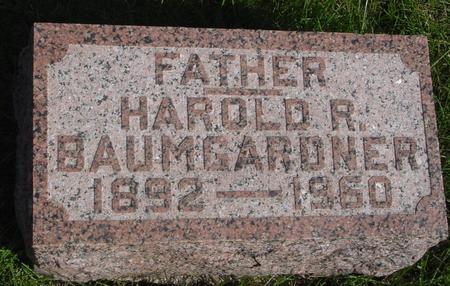 FATHER
HAROLD R.
BAUMGARDNER
1892 — 1960